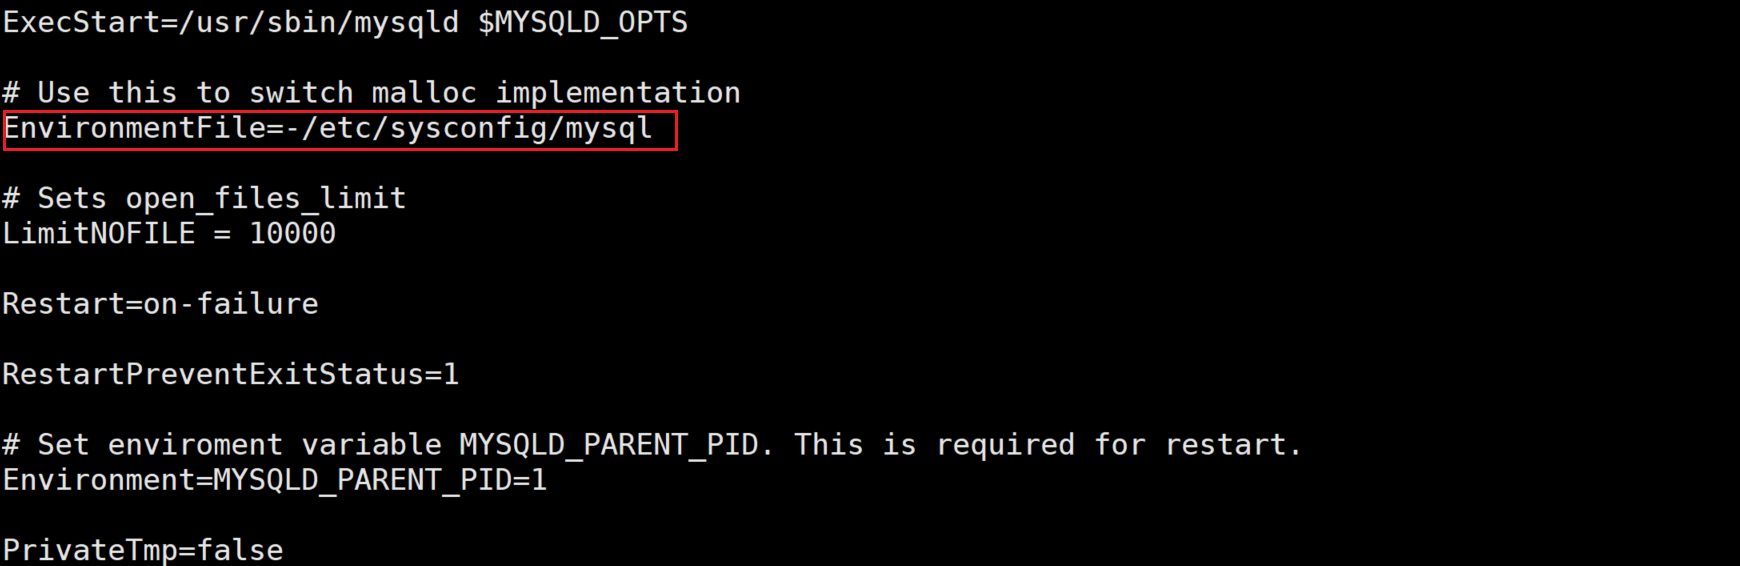 ExecStart=/usr/sbin/mysqld $MYSQLD_OPTS
# Use this to switch malloc implementation
EnvironmentFile=-/etc/sysconfig/mysql
# Sets open_files_limit
LimitNOFILE = 10000
Restart=on-failure
RestartPreventExitStatus=1
# Set enviroment variable MYSQLD_PARENT_PID. This is required for restart.
Environment=MYSQLD_PARENT_PID=1
PrivateTmp=false